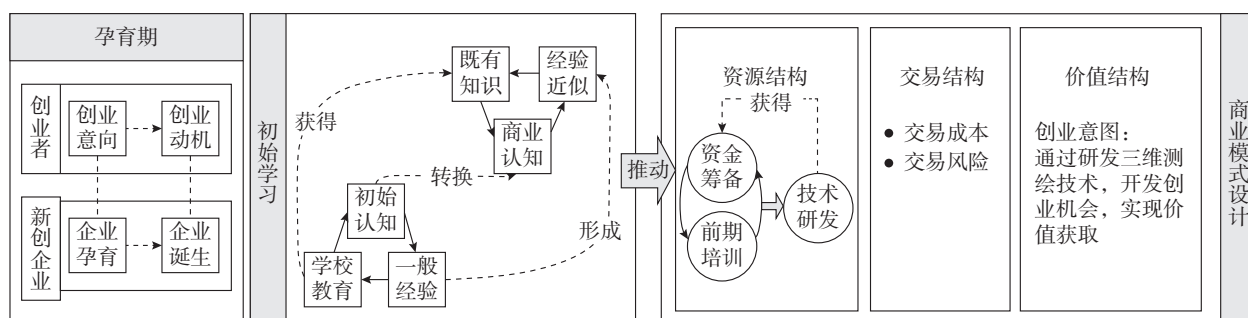 孕育期
创业者
创业
意向
创业
动机
新创企业
企业
孕育
企业
诞生
初始学习
既有
知识
经验
近似
商业
认知
获得
转换
初始
认知
形成
学校
教育
一般
经验
推动
资源结构
获得
资金
筹备
技术
研发
前期
培训
交易结构
● 交易成本
● 交易风险
价值结构
创业意图：
通过研发三维测
绘技术，开发创
业机会，实现价
值获取
商业模式设计